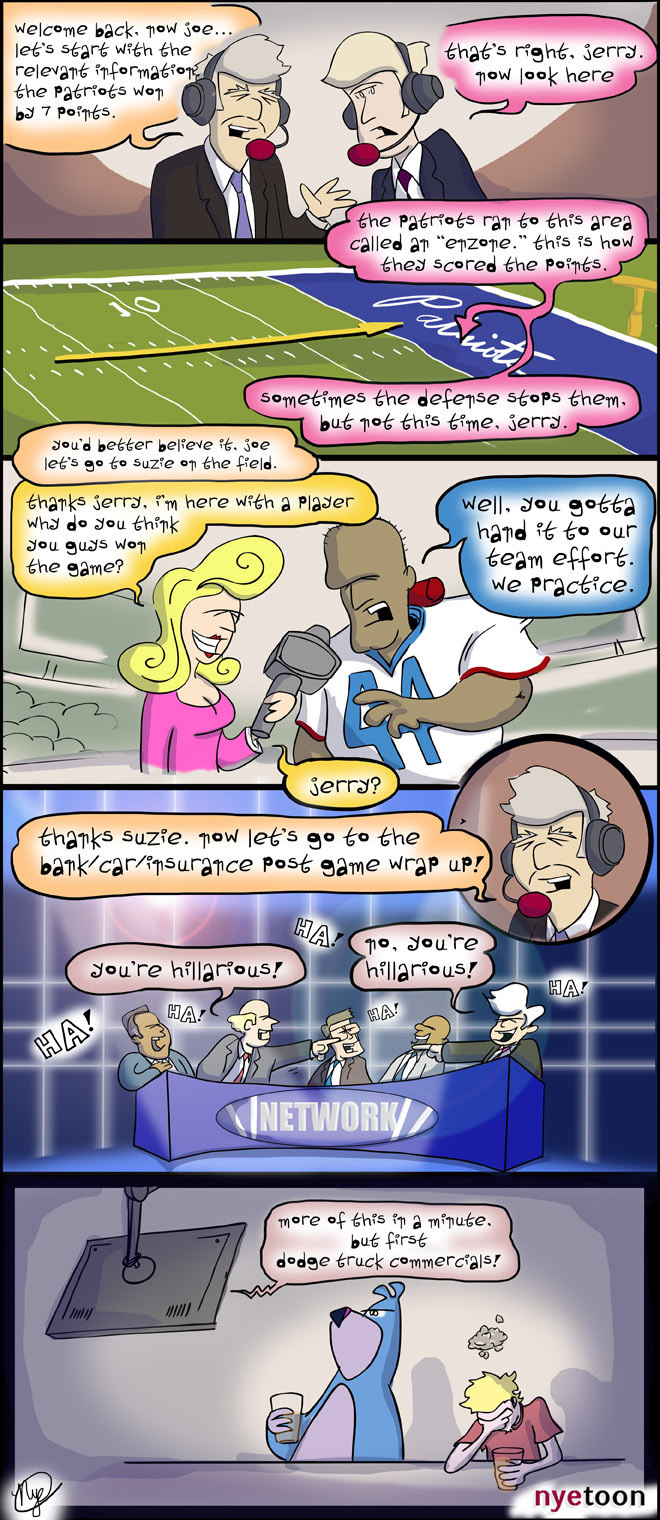 welcome back, now joe...
let's start with the
relevant information,
the patriots won
by 7 points.
that's right, jerry.
now look here
the patriots ran to this area
called an "enzone." this is how
they scored the points.
10
Patriots
sometimes the defense stops them,
but not this time, jerry.
you'd better believe it, joe
let's go to suzie on the field.
thanks jerry, i'm here with a player
why do you think
you guys won
the game?
well, you gotta
hand it to our
team effort.
we practice.
44
jerry?
thanks suzie. now let's go to the
bank/car/insurance post game wrap up!
HA!
no, you're
hillarious!
you're hillarious!
HA!
HA!
HA!
HA!
NETWORK
more of this in a minute,
but first
dodge truck commercials!
Nye
nyetoon